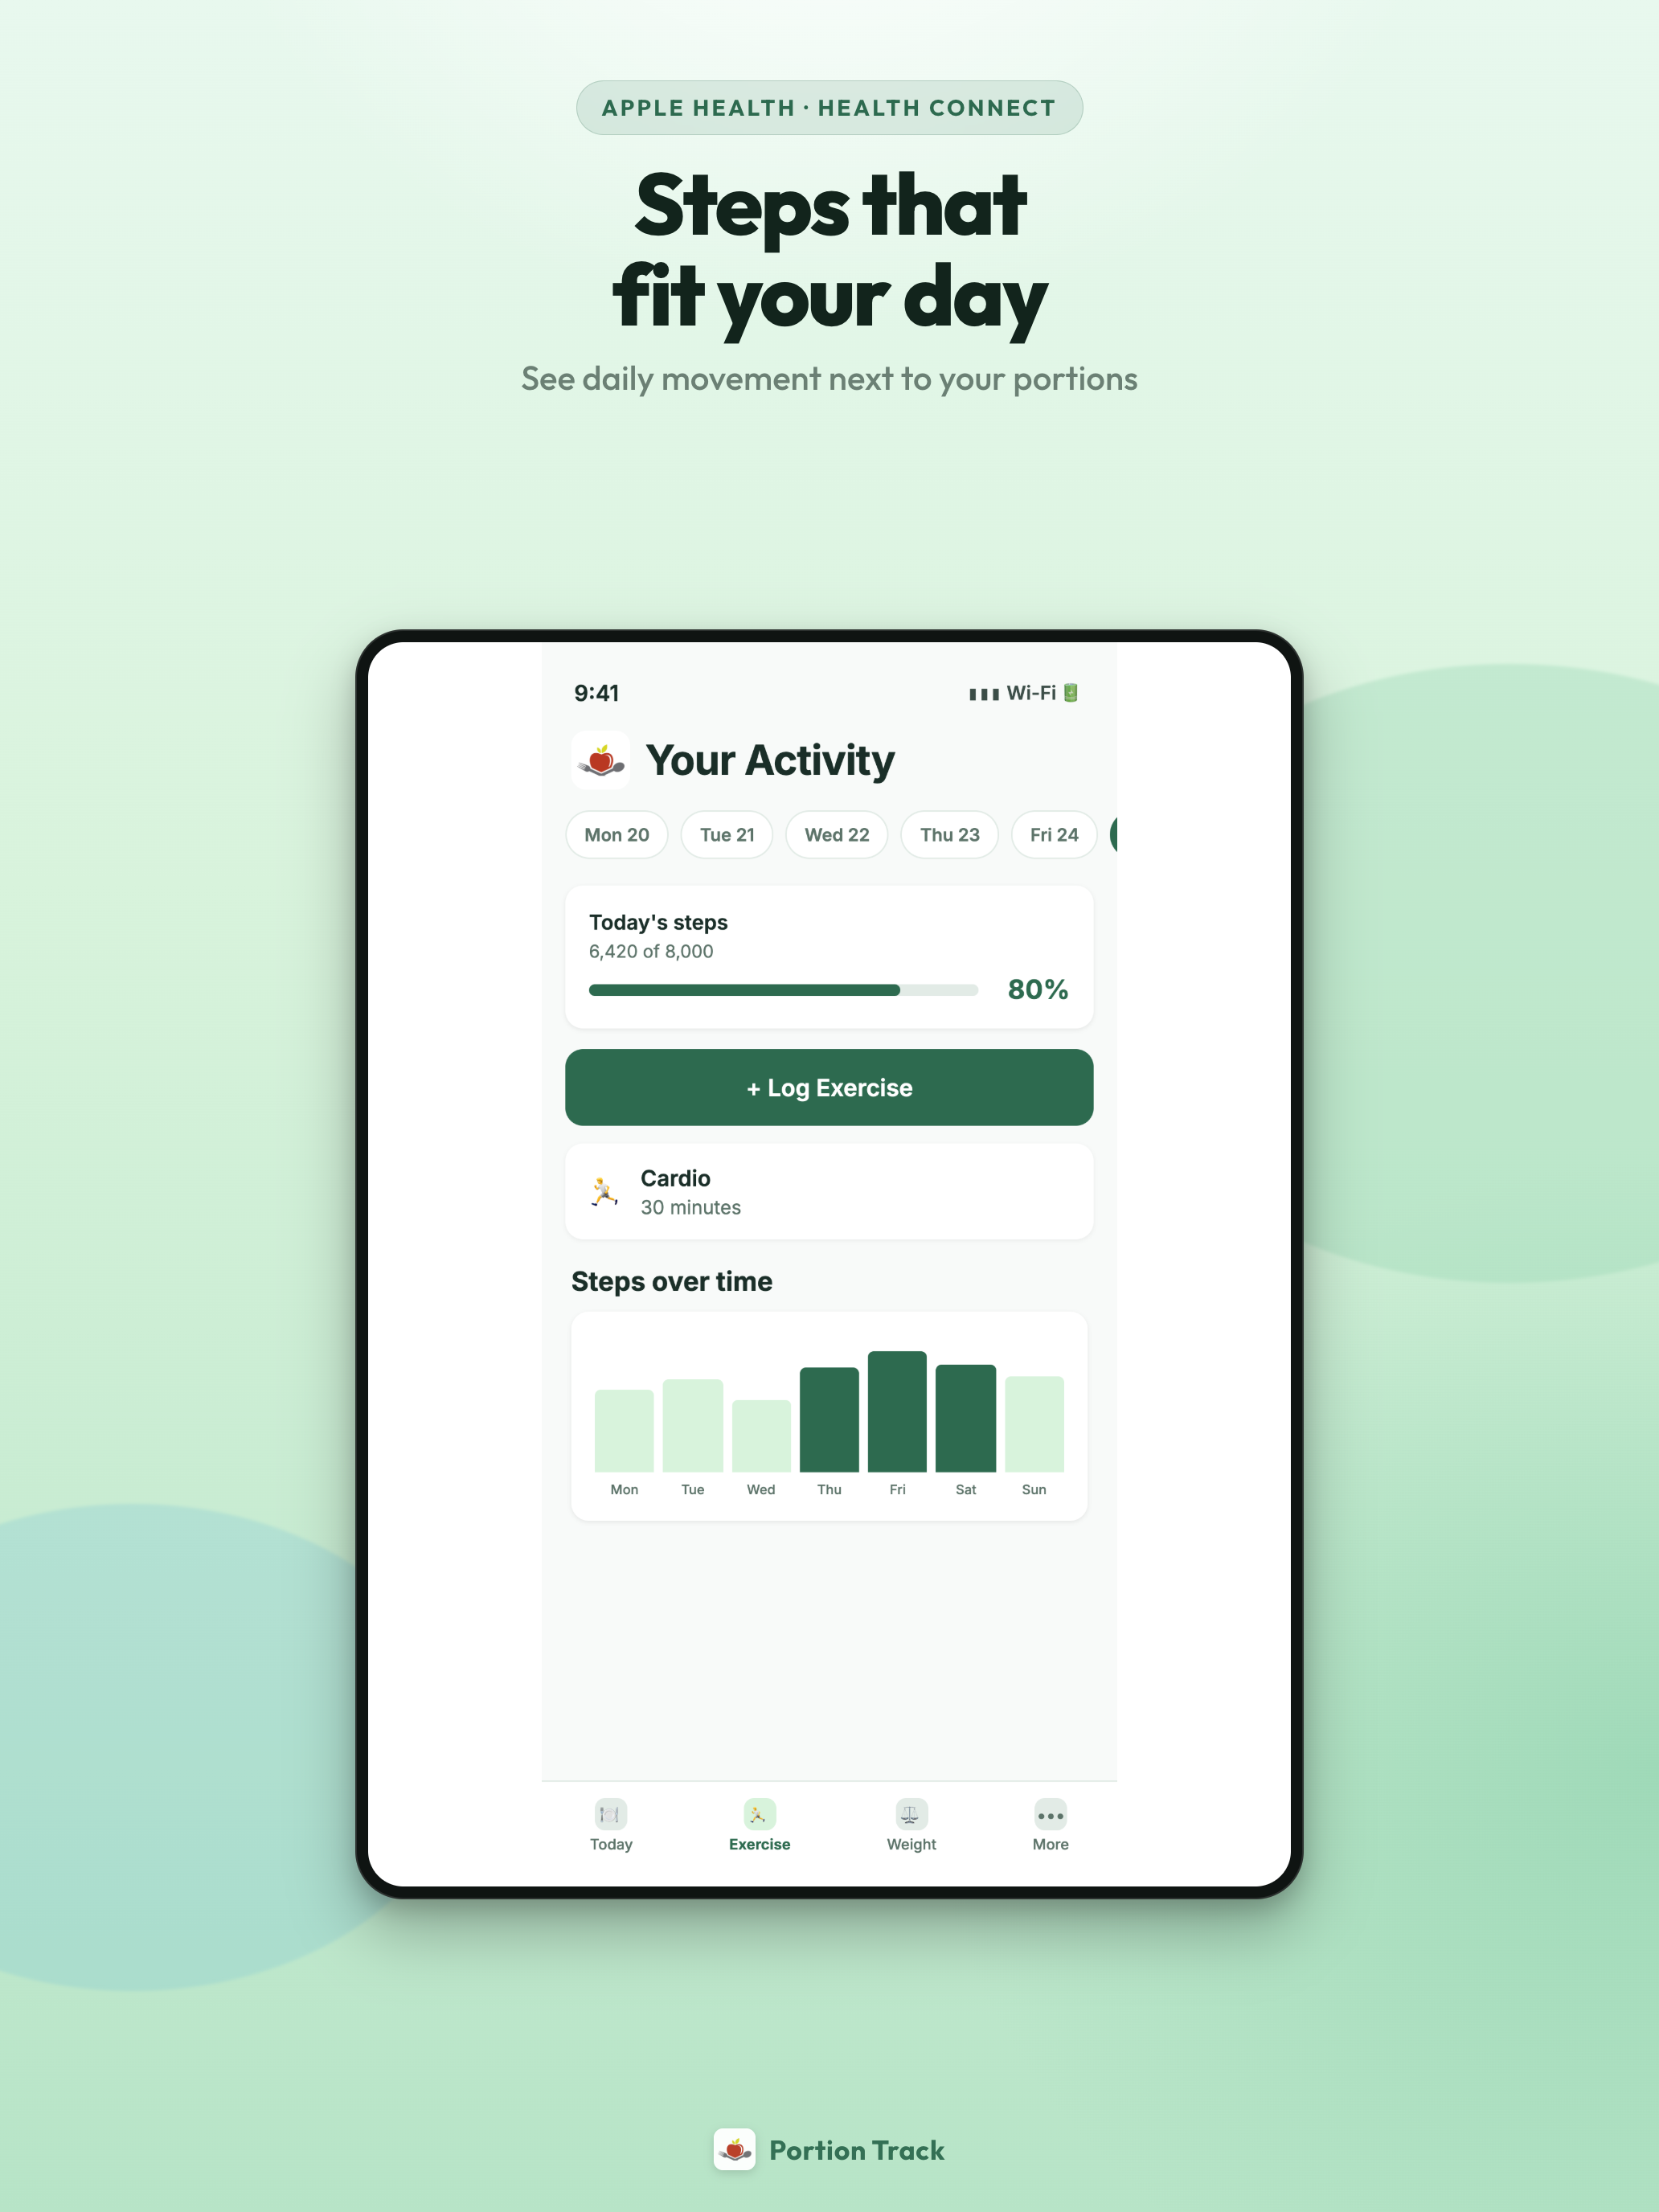 APPLE HEALTH · HEALTH CONNECT
Steps that
fit your day
See daily movement next to your portions
9:41
Wi-Fi
Your Activity
Mon 20
Tue 21
Wed 22
Thu 23
Fri 24
Today's steps
6,420 of 8,000
80%
+ Log Exercise
Cardio
30 minutes
Steps over time
Mon
Tue
Wed
Thu
Fri
Sat
Sun
Today
Exercise
Weight
More
Portion Track